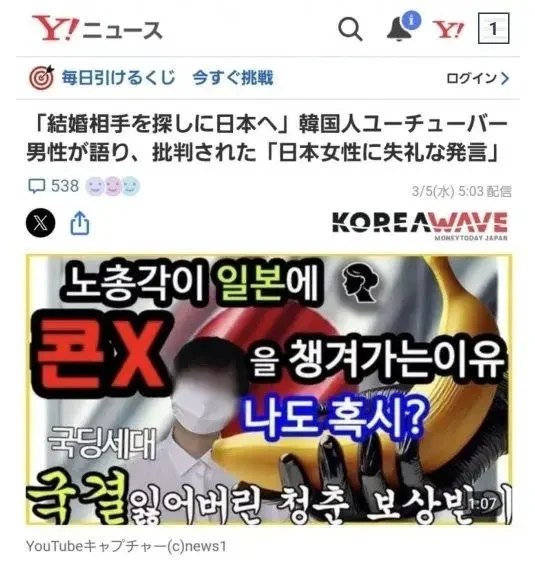 Y!ニュース
1
毎日引けるくじ 今すぐ挑戦
ログイン
「結婚相手を探しに日本へ」韓国人ユーチューバー
男性が語り、批判された「日本女性に失礼な発言」
538
3/5(水) 5:03 配信
KOREAWAVE
MONEYTODAY JAPAN
노총각이 일본에
콘X을 챙겨가는이유
나도 혹시?
국딩세대
국결 잃어버린 청춘 보상받기
1:07
YouTubeキャプチャー(c)news1